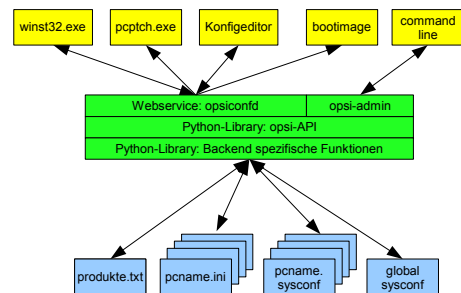 winst32.exe
pcptch.exe
Konfigeditor
bootimage
command
line
Webservice: opsiconfd
opsi-admin
Python-Library: opsi-API
Python-Library: Backend spezifische Funktionen
produkte.txt
pcname.ini
pcname.
sysconf
global
sysconf